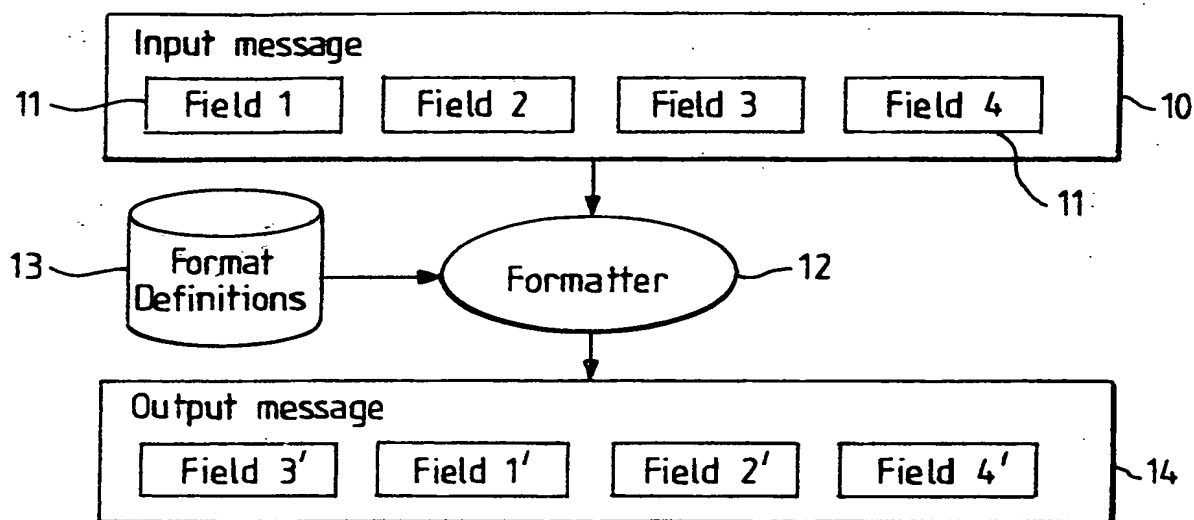 Input message
11 Field 1 Field 2 Field 3 Field 4 10
11
13 Format Definitions Formatter 12
Output message
Field 3' Field 1' Field 2' Field 4' 14